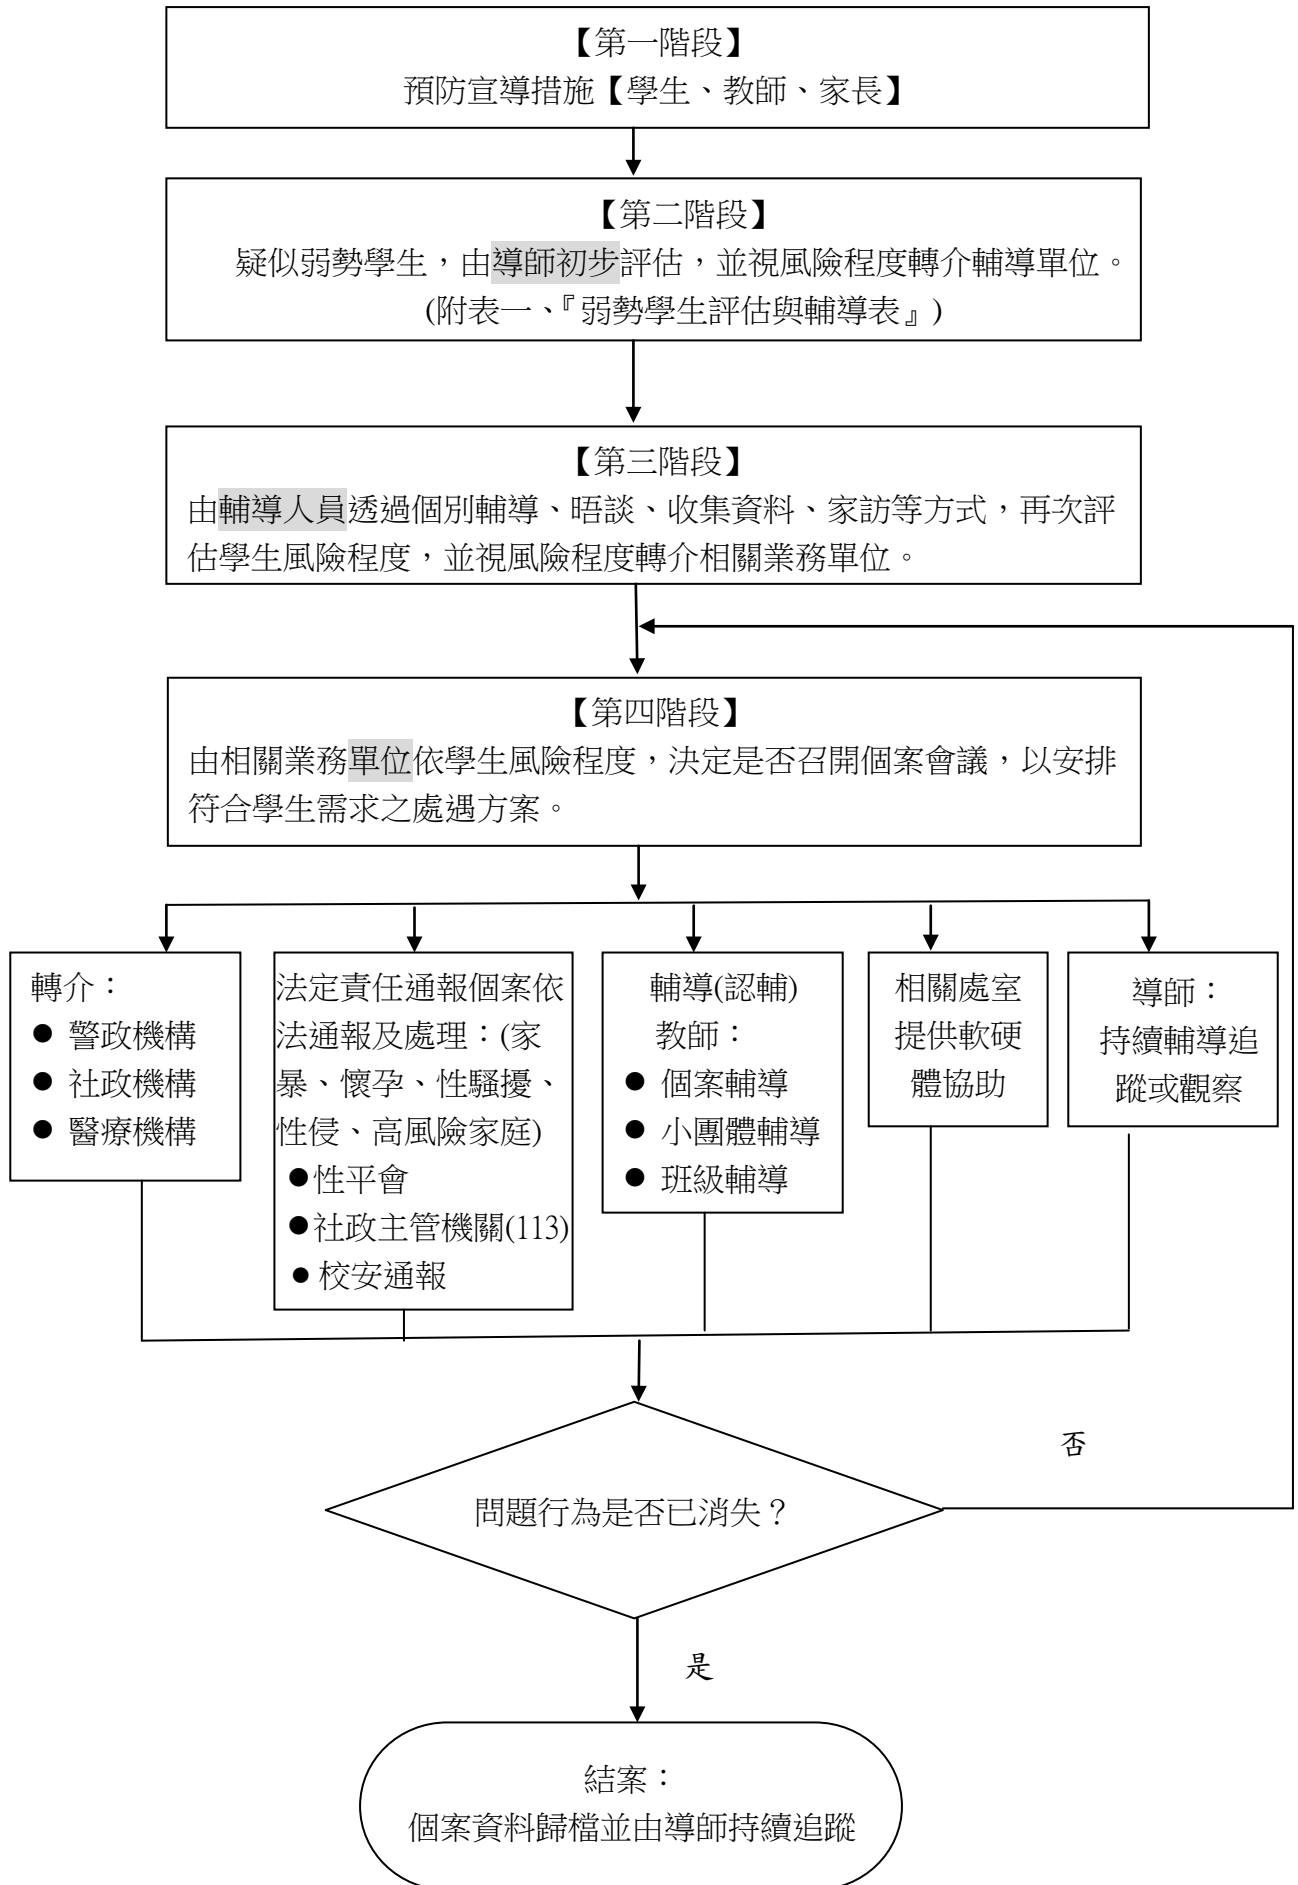 【第一階段】
預防宣導措施【學生、教師、家長】
【第二階段】
疑似弱勢學生，由導師初步評估，並視風險程度轉介輔導單位。
(附表一、『弱勢學生評估與輔導表』)
【第三階段】
由輔導人員透過個別輔導、晤談、收集資料、家訪等方式，再次評
估學生風險程度，並視風險程度轉介相關業務單位。
【第四階段】
由相關業務單位依學生風險程度，決定是否召開個案會議，以安排
符合學生需求之處遇方案。
轉介：
● 警政機構
● 社政機構
● 醫療機構
法定責任通報個案依
法通報及處理：(家
暴、懷孕、性騷擾、
性侵、高風險家庭)
●性平會
●社政主管機關(113)
●校安通報
輔導(認輔)
教師：
● 個案輔導
● 小團體輔導
● 班級輔導
相關處室
提供軟硬
體協助
導師：
持續輔導追
蹤或觀察
否
問題行為是否已消失？
是
結案：
個案資料歸檔並由導師持續追蹤